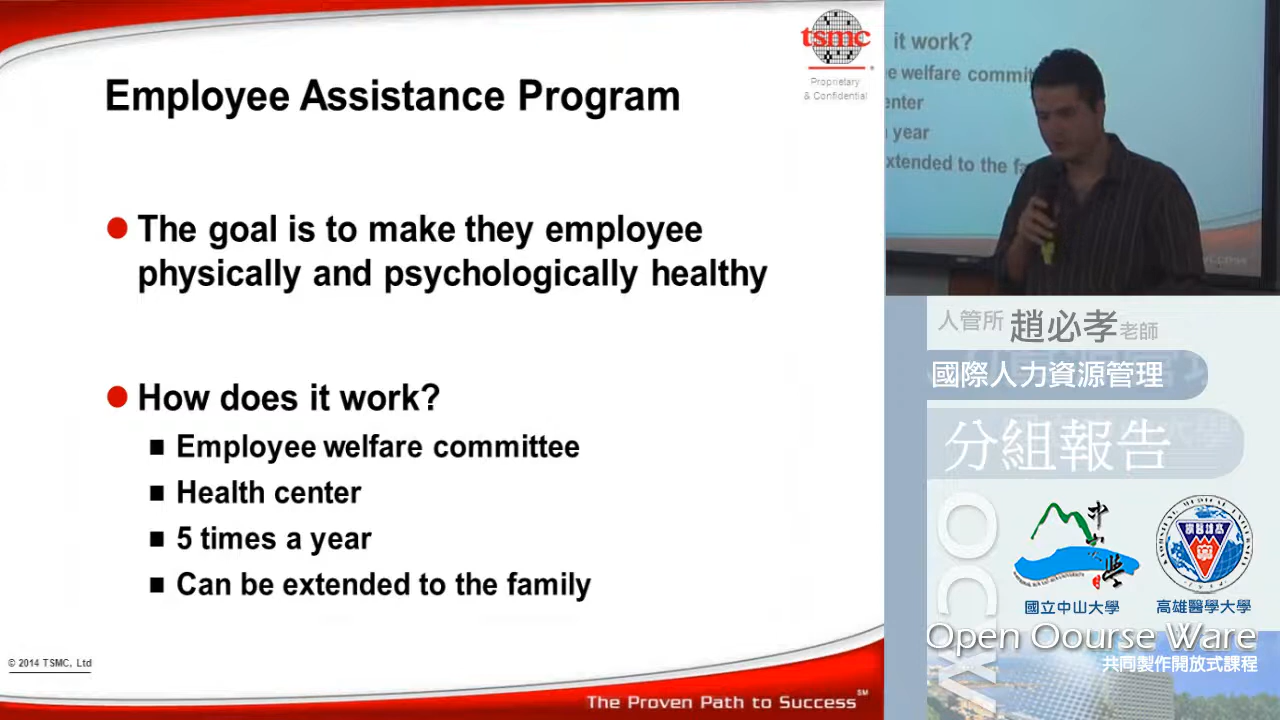 tsmc
Proprietary
& Confidential
Employee Assistance Program
The goal is to make they employee
physically and psychologically healthy
How does it work?
Employee welfare committee
Health center
5 times a year
Can be extended to the family
© 2014 TSMC, Ltd
The Proven Path to Success℠
it work?
e welfare commit
enter
year
xtended to the fa
人管所 趙必孝老師
國際人力資源管理
分組報告
OCW
國立中山大學
高雄醫學大學
Open Oourse Ware
共同製作開放式課程